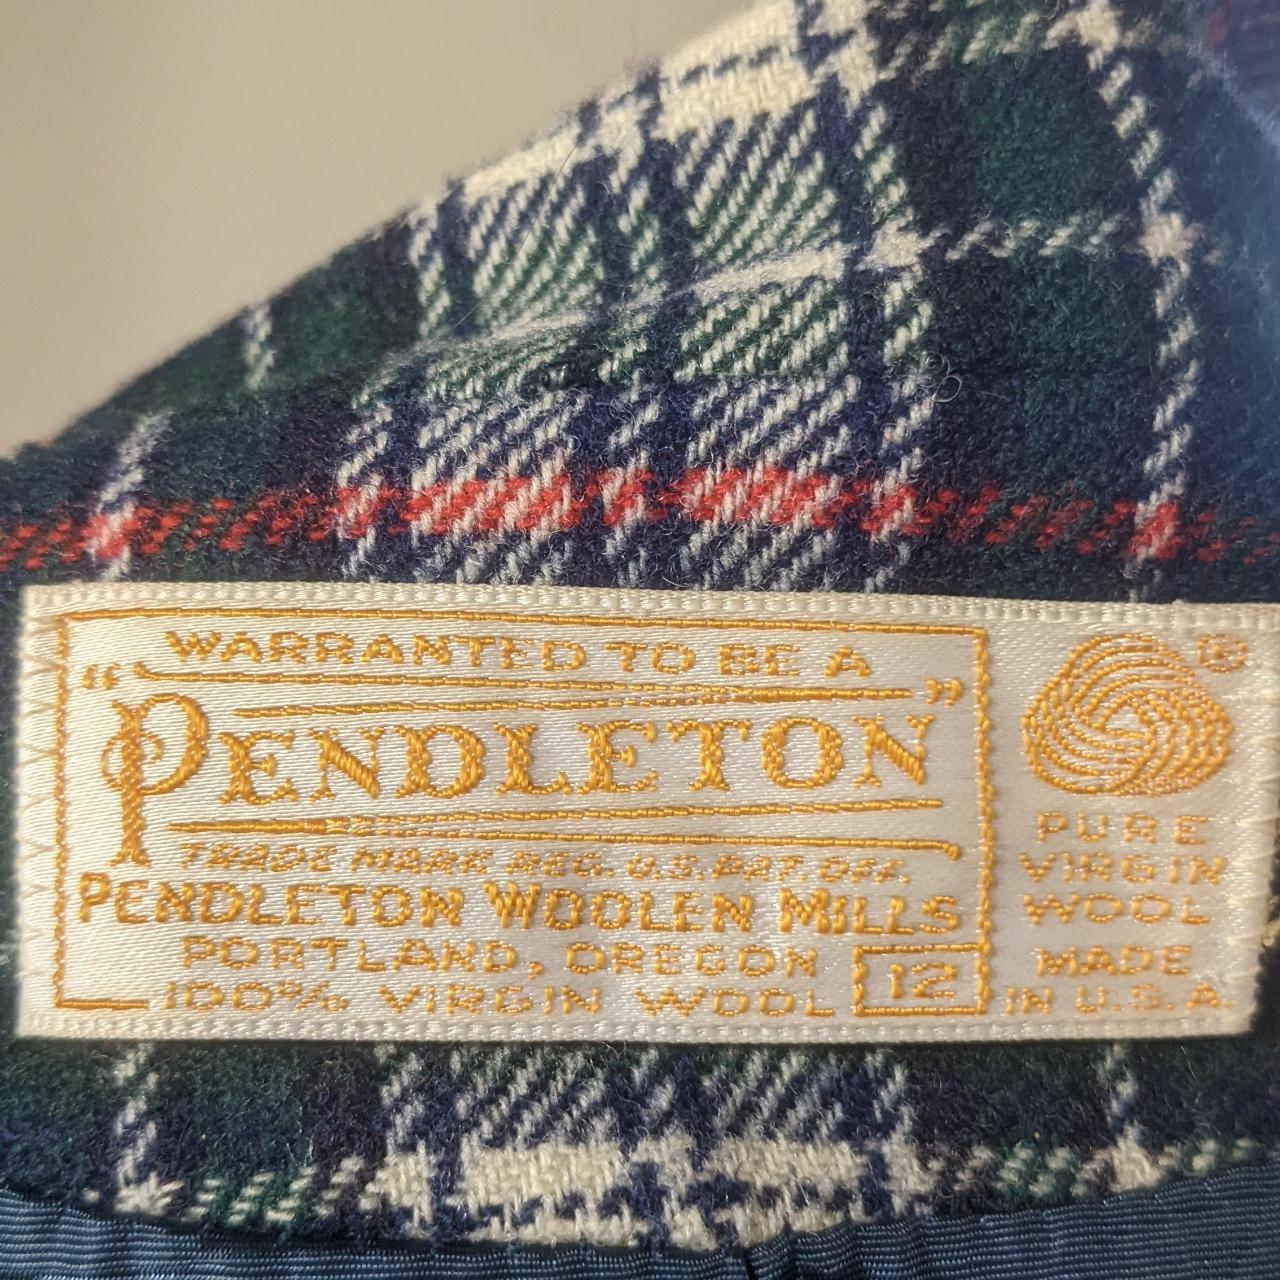 WARRANTED TO BE A
"PENDLETON"
TRADE MARK REG. U.S. PAT. OFF.
PENDLETON WOOLEN MILLS
PORTLAND, OREGON
100% VIRGIN WOOL
12
®
PURE
VIRGIN
WOOL
MADE
IN U.S.A.